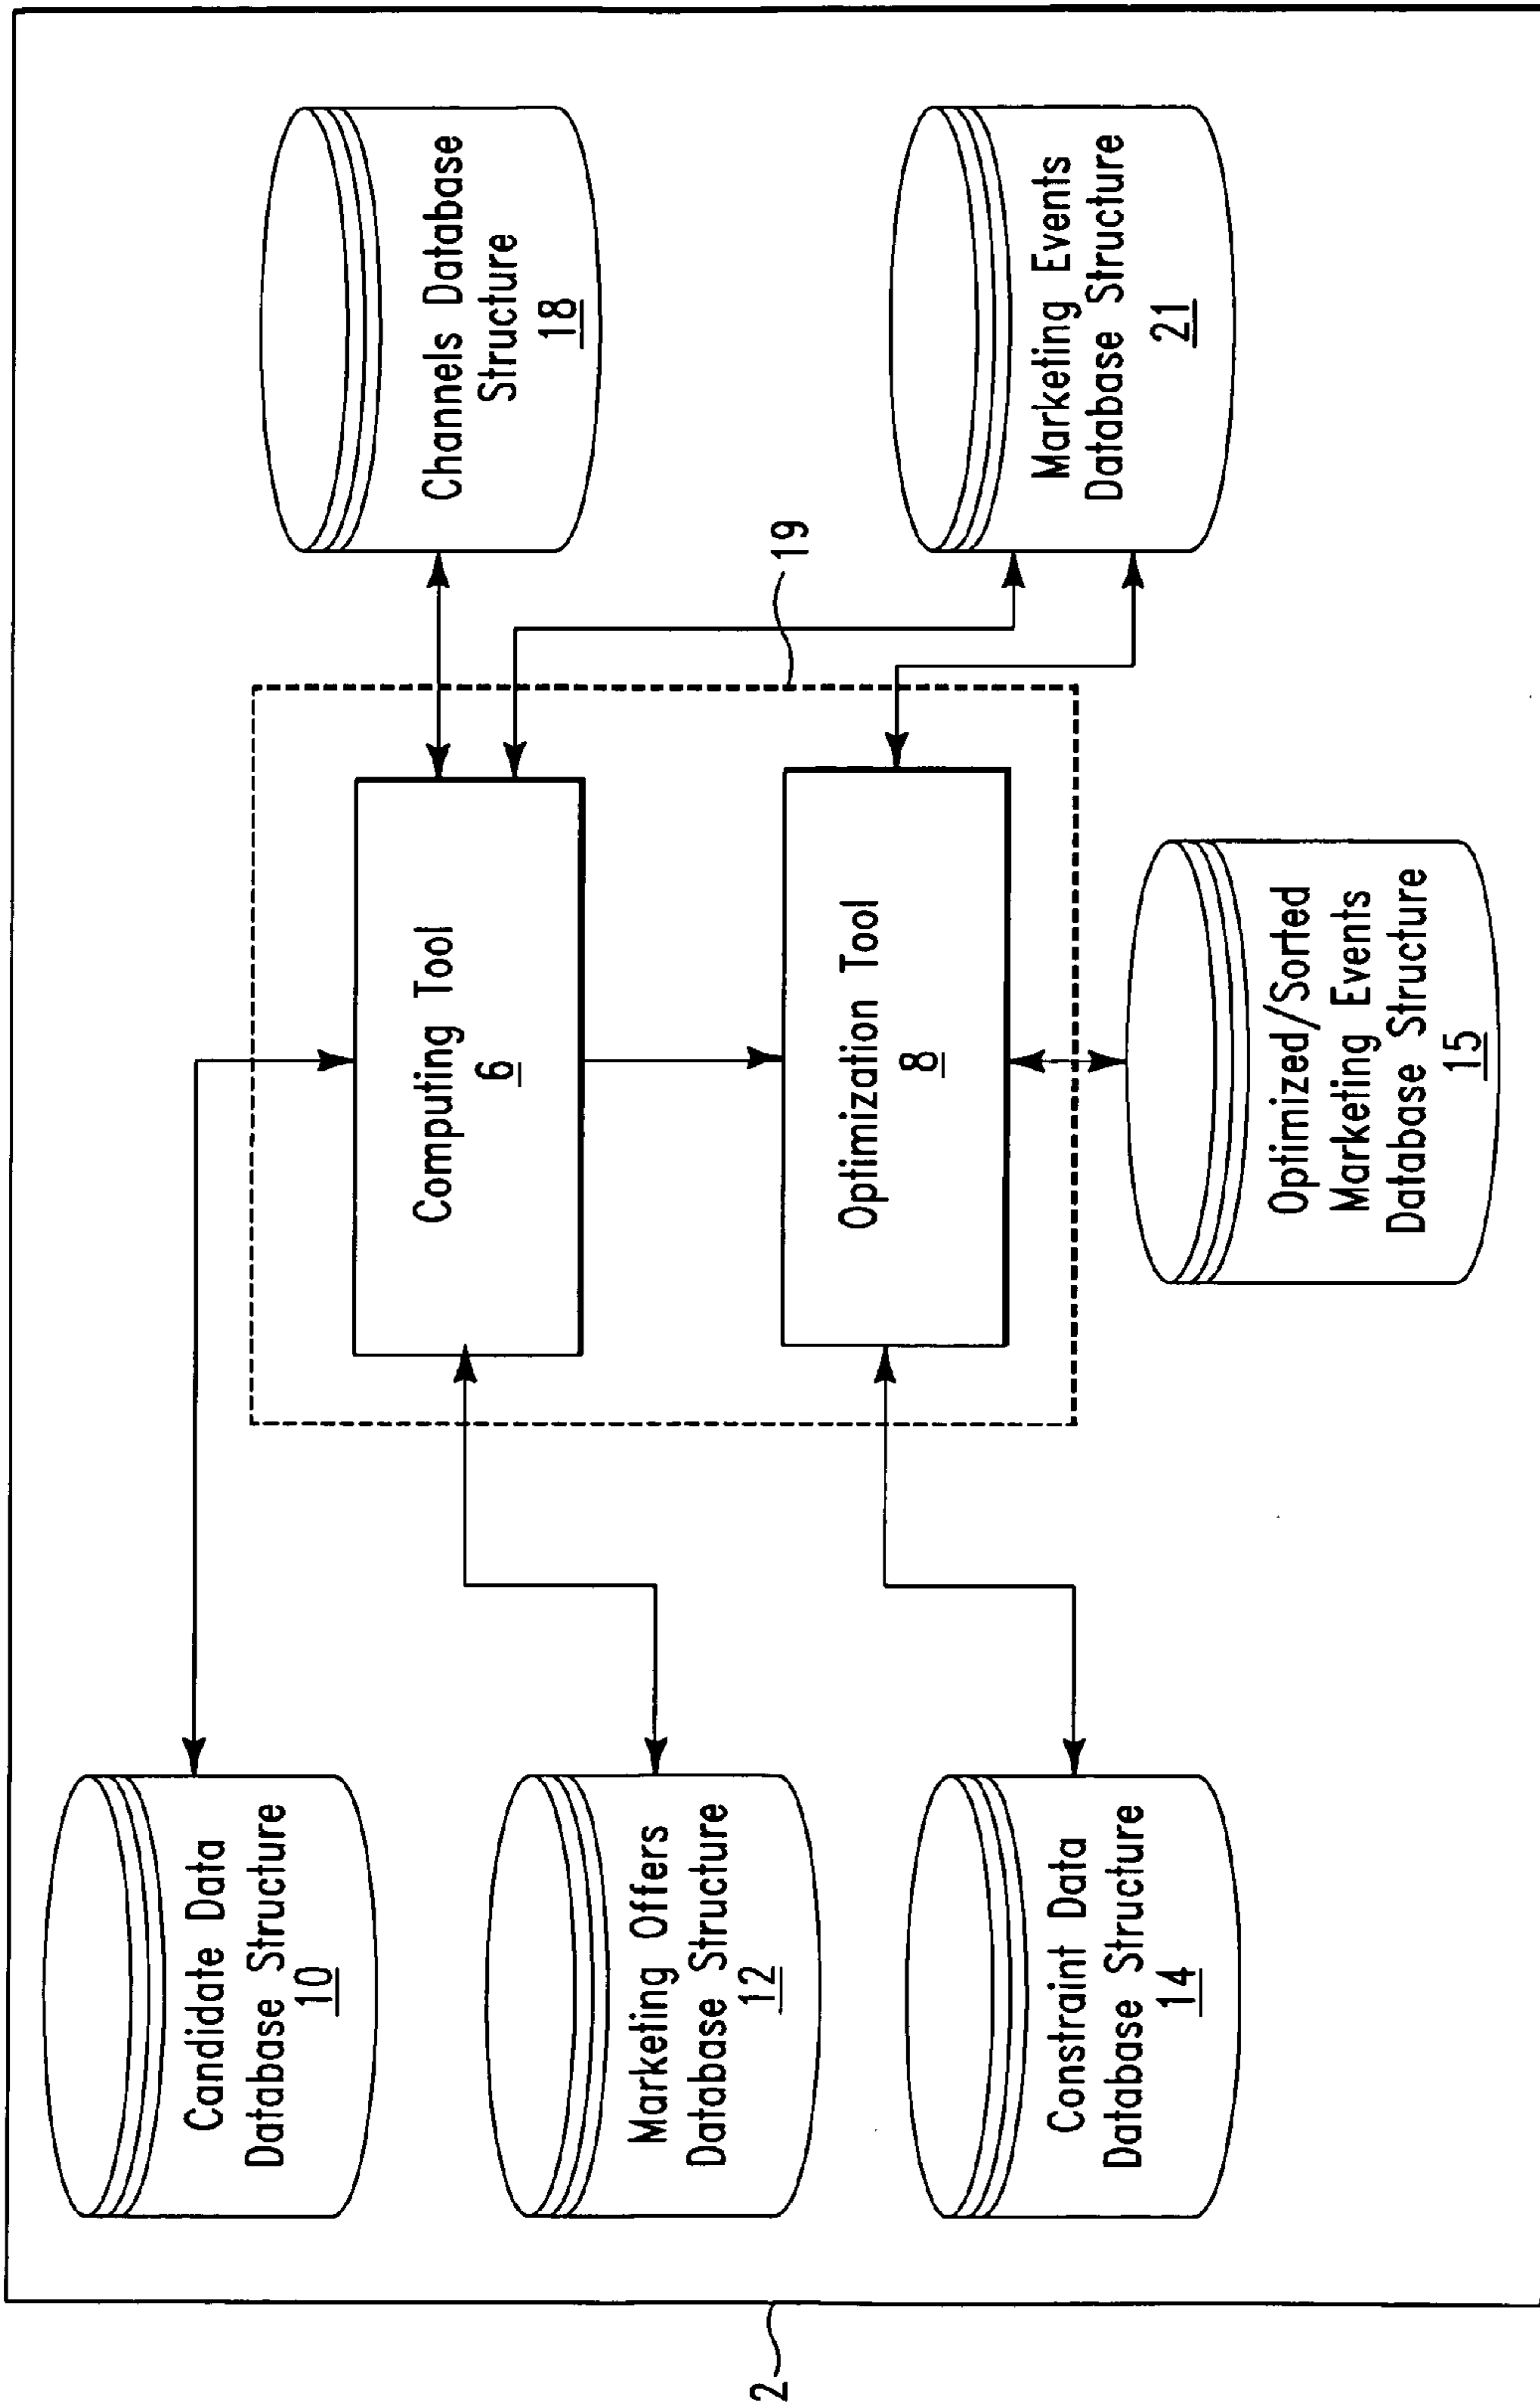 Candidate Data
Database Structure
10
Marketing Offers
Database Structure
12
Constraint Data
Database Structure
14
Computing Tool
6
Optimization Tool
8
Optimized/Sorted
Marketing Events
Database Structure
15
Channels Database
Structure
18
19
Marketing Events
Database Structure
21
2